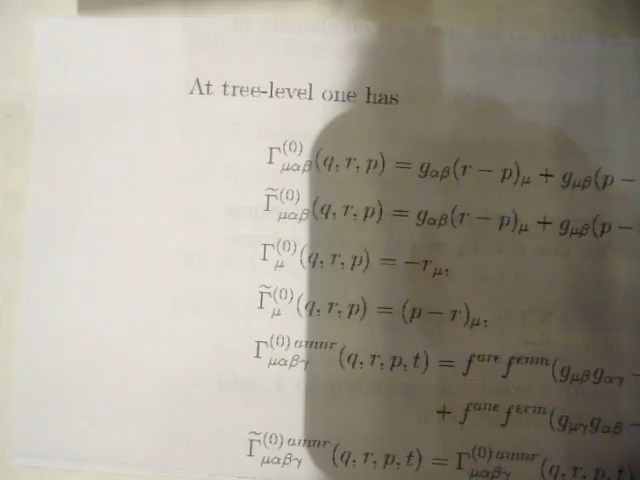 At tree-level one has
Γ^{(0)}_{μαβ}(q, r, p) = g_{αβ}(r − p)_μ + g_{μβ}(p −
Γ̃^{(0)}_{μαβ}(q, r, p) = g_{αβ}(r − p)_μ + g_{μβ}(p −
Γ^{(0)}_μ(q, r, p) = −r_μ,
Γ̃^{(0)}_μ(q, r, p) = (p − r)_μ,
Γ^{(0) amnr}_{μαβγ}(q, r, p, t) = f^{are} f^{enm}(g_{μβ}g_{αγ} −
+ f^{ane} f^{erm}(g_{μγ}g_{αβ} −
Γ̃^{(0) amnr}_{μαβγ}(q, r, p, t) = Γ^{(0) amnr}_{μαβγ}(q, r, p, t)